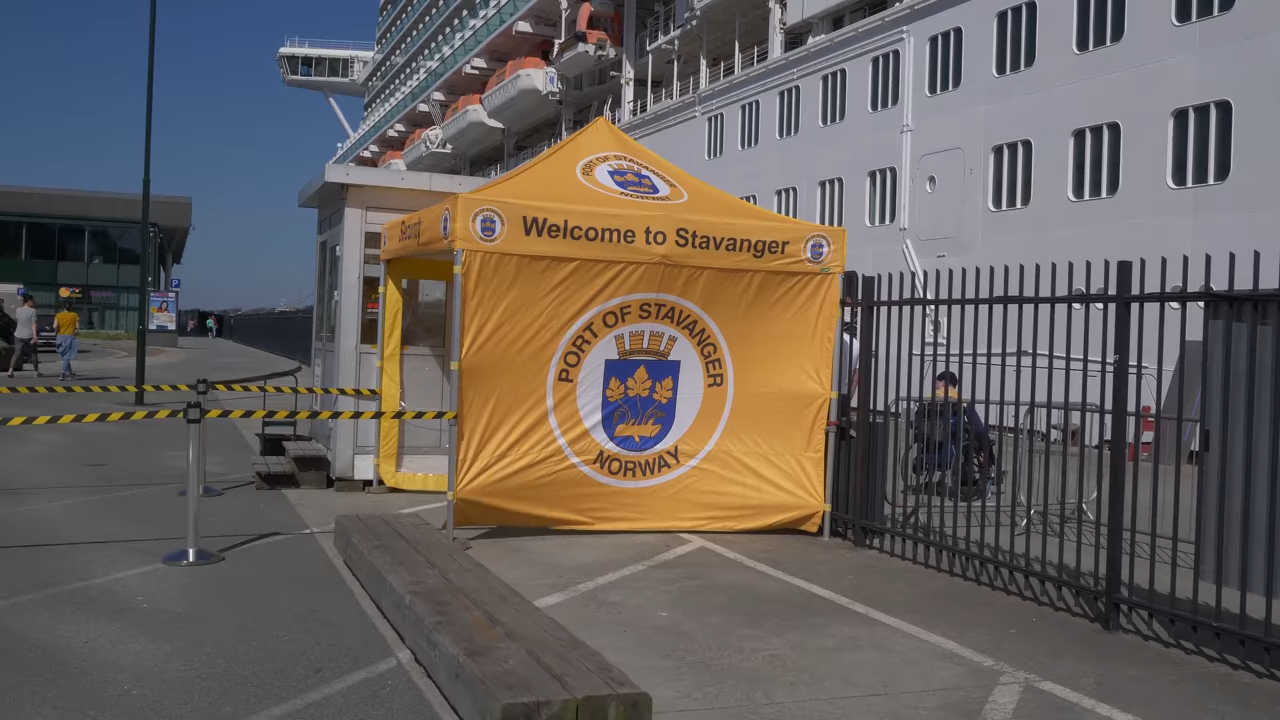 PORT OF STAVANGER
NORWAY
Security
Welcome to Stavanger
PORT OF STAVANGER
NORWAY
P